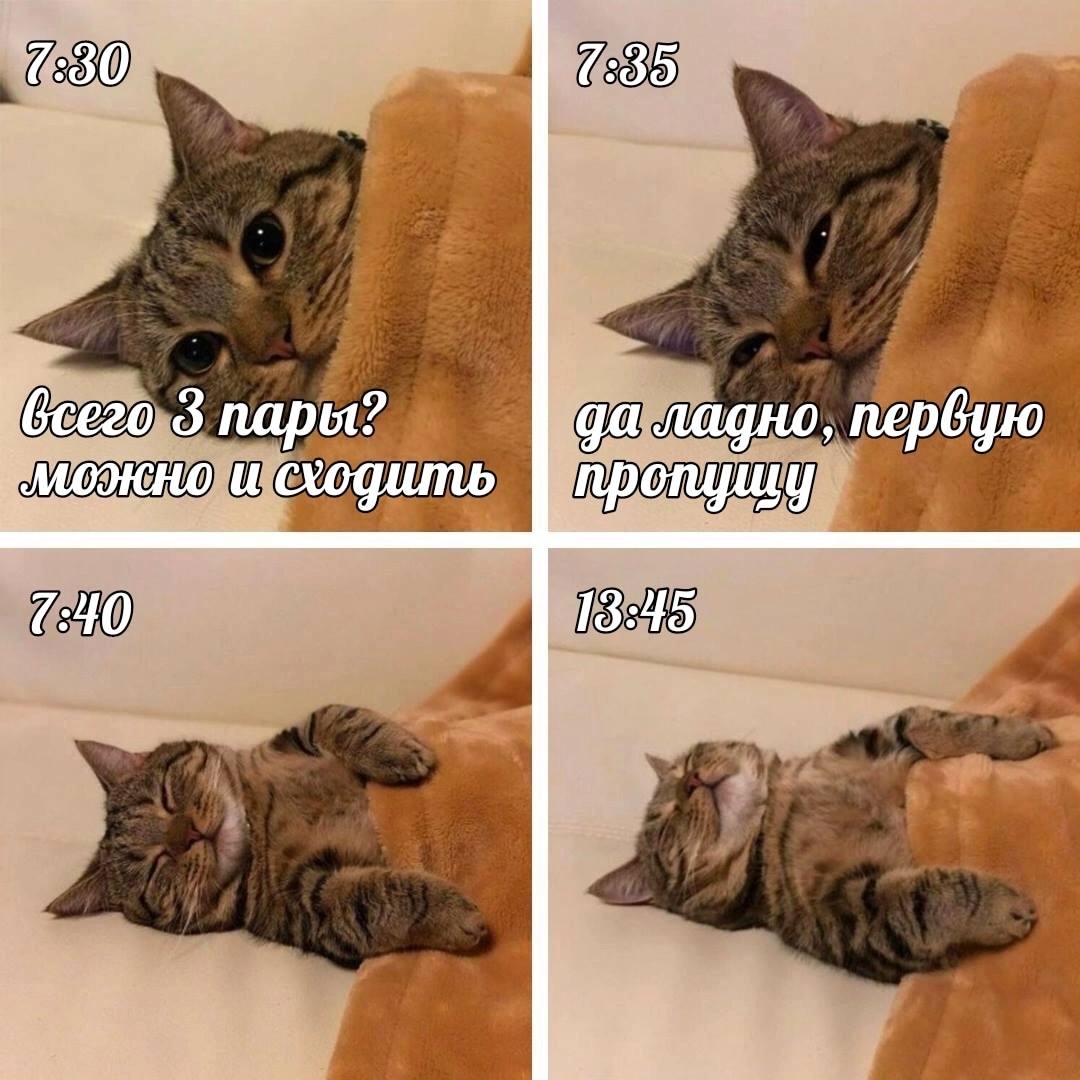 7:30
7:35
всего 3 пары?
можно и сходить
да ладно, первую
пропущу
7:40
13:45